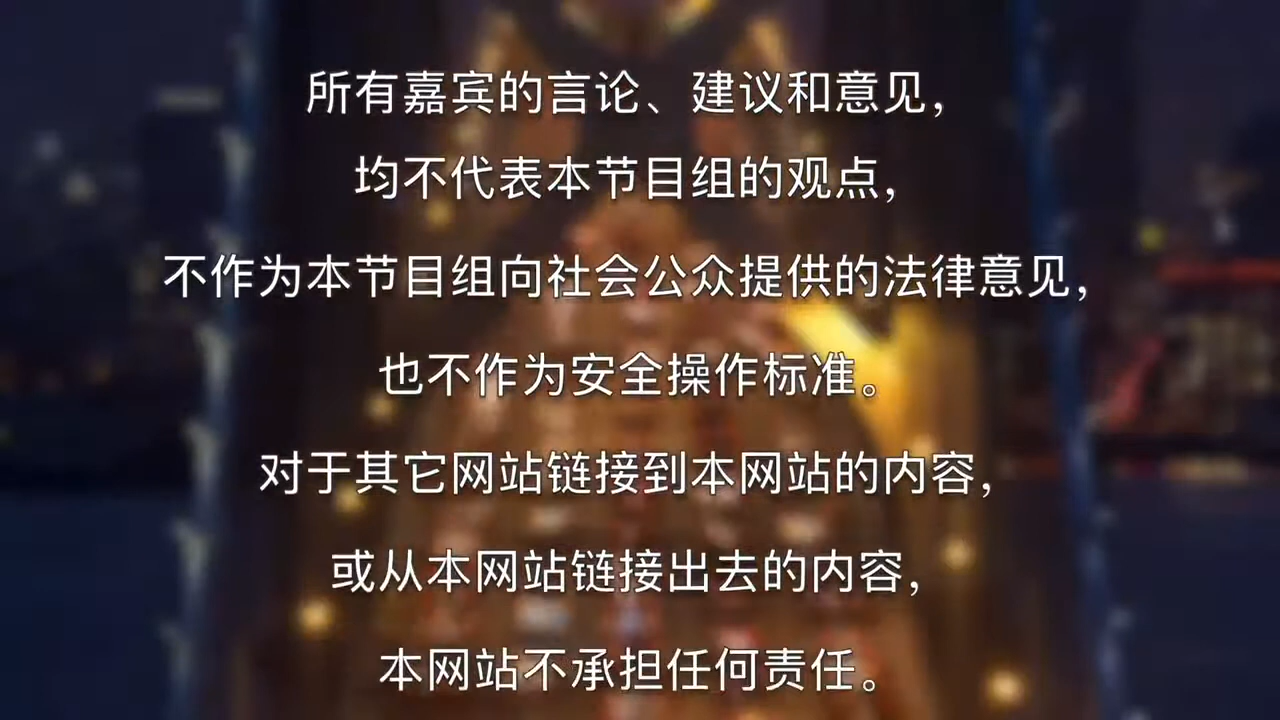 所有嘉宾的言论、建议和意见，
均不代表本节目组的观点，
不作为本节目组向社会公众提供的法律意见，
也不作为安全操作标准。
对于其它网站链接到本网站的内容，
或从本网站链接出去的内容，
本网站不承担任何责任。